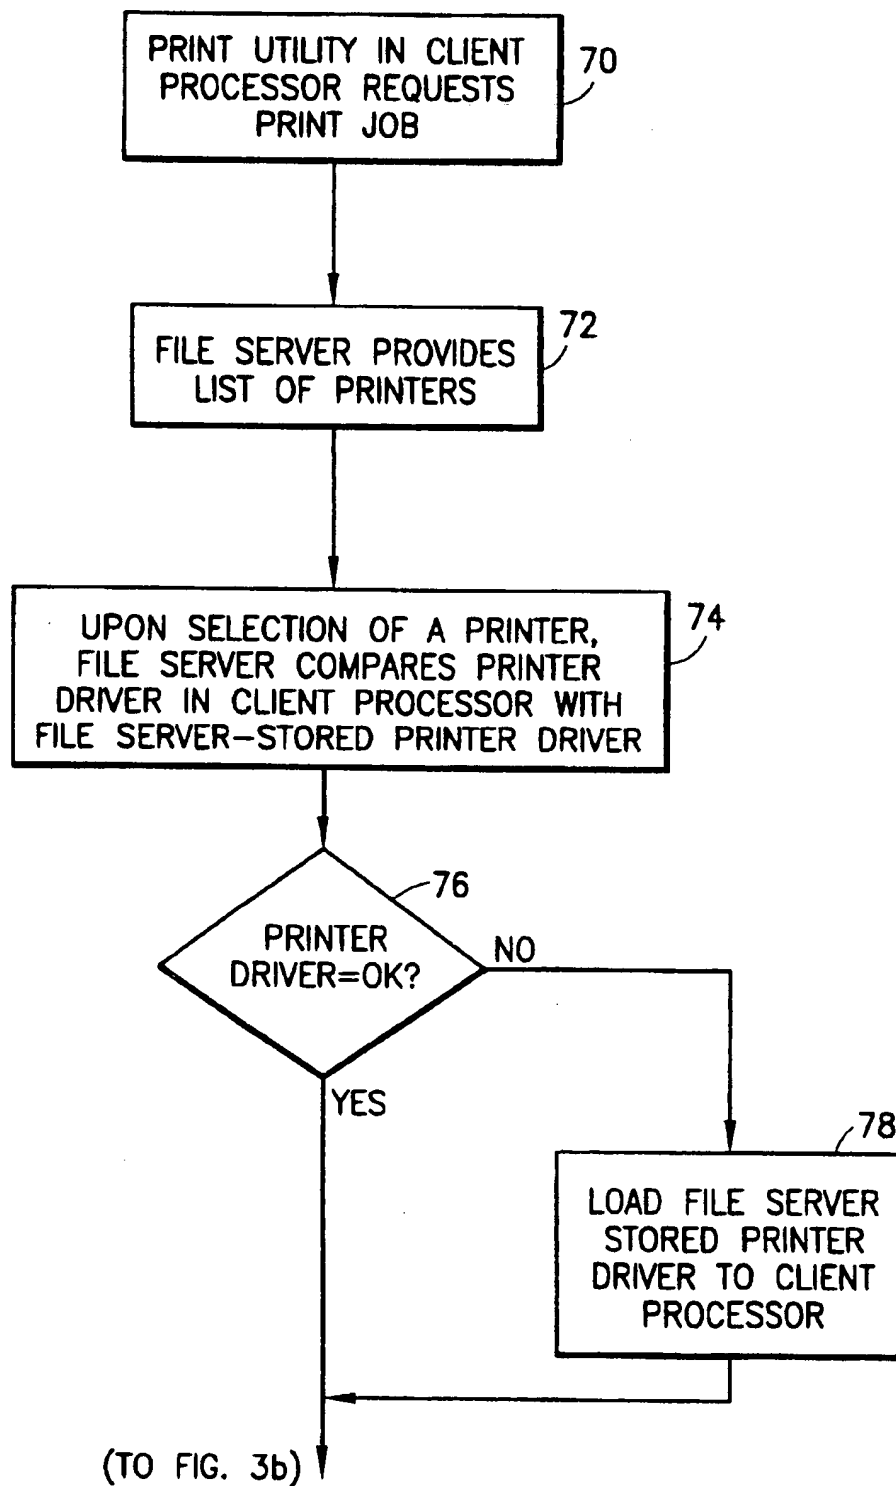 PRINT UTILITY IN CLIENT
PROCESSOR REQUESTS
PRINT JOB
70
FILE SERVER PROVIDES
LIST OF PRINTERS
72
UPON SELECTION OF A PRINTER,
FILE SERVER COMPARES PRINTER
DRIVER IN CLIENT PROCESSOR WITH
FILE SERVER-STORED PRINTER DRIVER
74
76
PRINTER
DRIVER=OK?
NO
YES
78
LOAD FILE SERVER
STORED PRINTER
DRIVER TO CLIENT
PROCESSOR
(TO FIG. 3b)